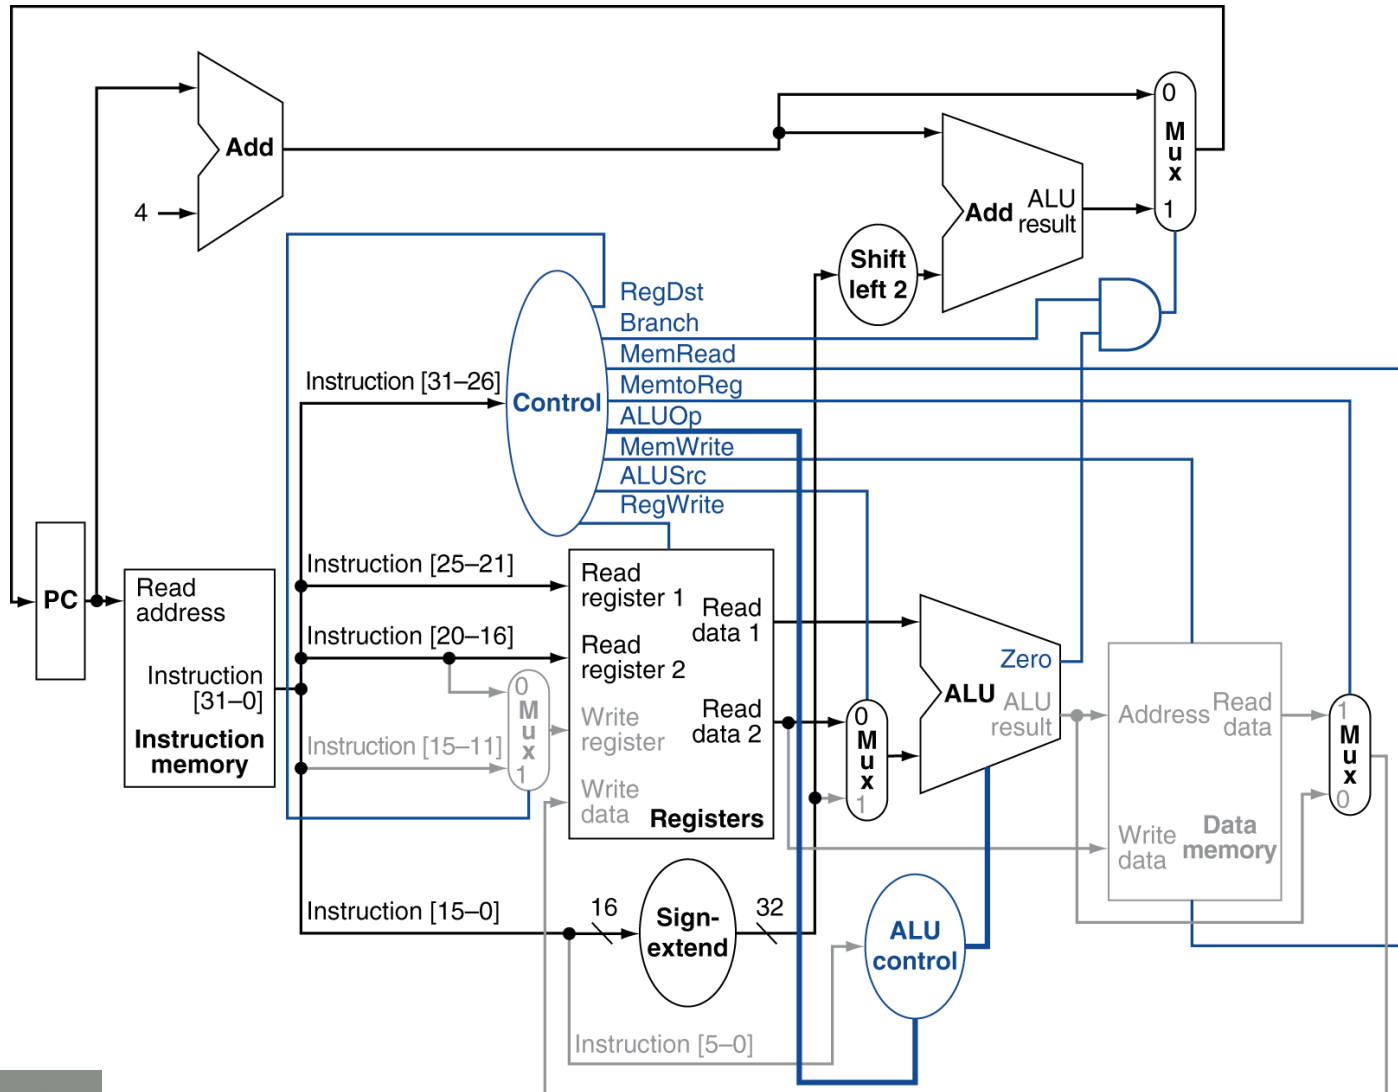 0
M
u
x
1
Add
4
Add
ALU
result
Shift
left 2
RegDst
Branch
MemRead
MemtoReg
ALUOp
MemWrite
ALUSrc
RegWrite
Control
Instruction [31–26]
Instruction [25–21]
Instruction [20–16]
Instruction [15–11]
Instruction [15–0]
Instruction [5–0]
PC
Read
address
Instruction
[31–0]
Instruction
memory
0
M
u
x
1
Read
register 1
Read
register 2
Write
register
Write
data
Read
data 1
Read
data 2
Registers
0
M
u
x
1
Zero
ALU
ALU
result
Address
Read
data
Write
data
Data
memory
1
M
u
x
0
16
Sign-
extend
32
ALU
control